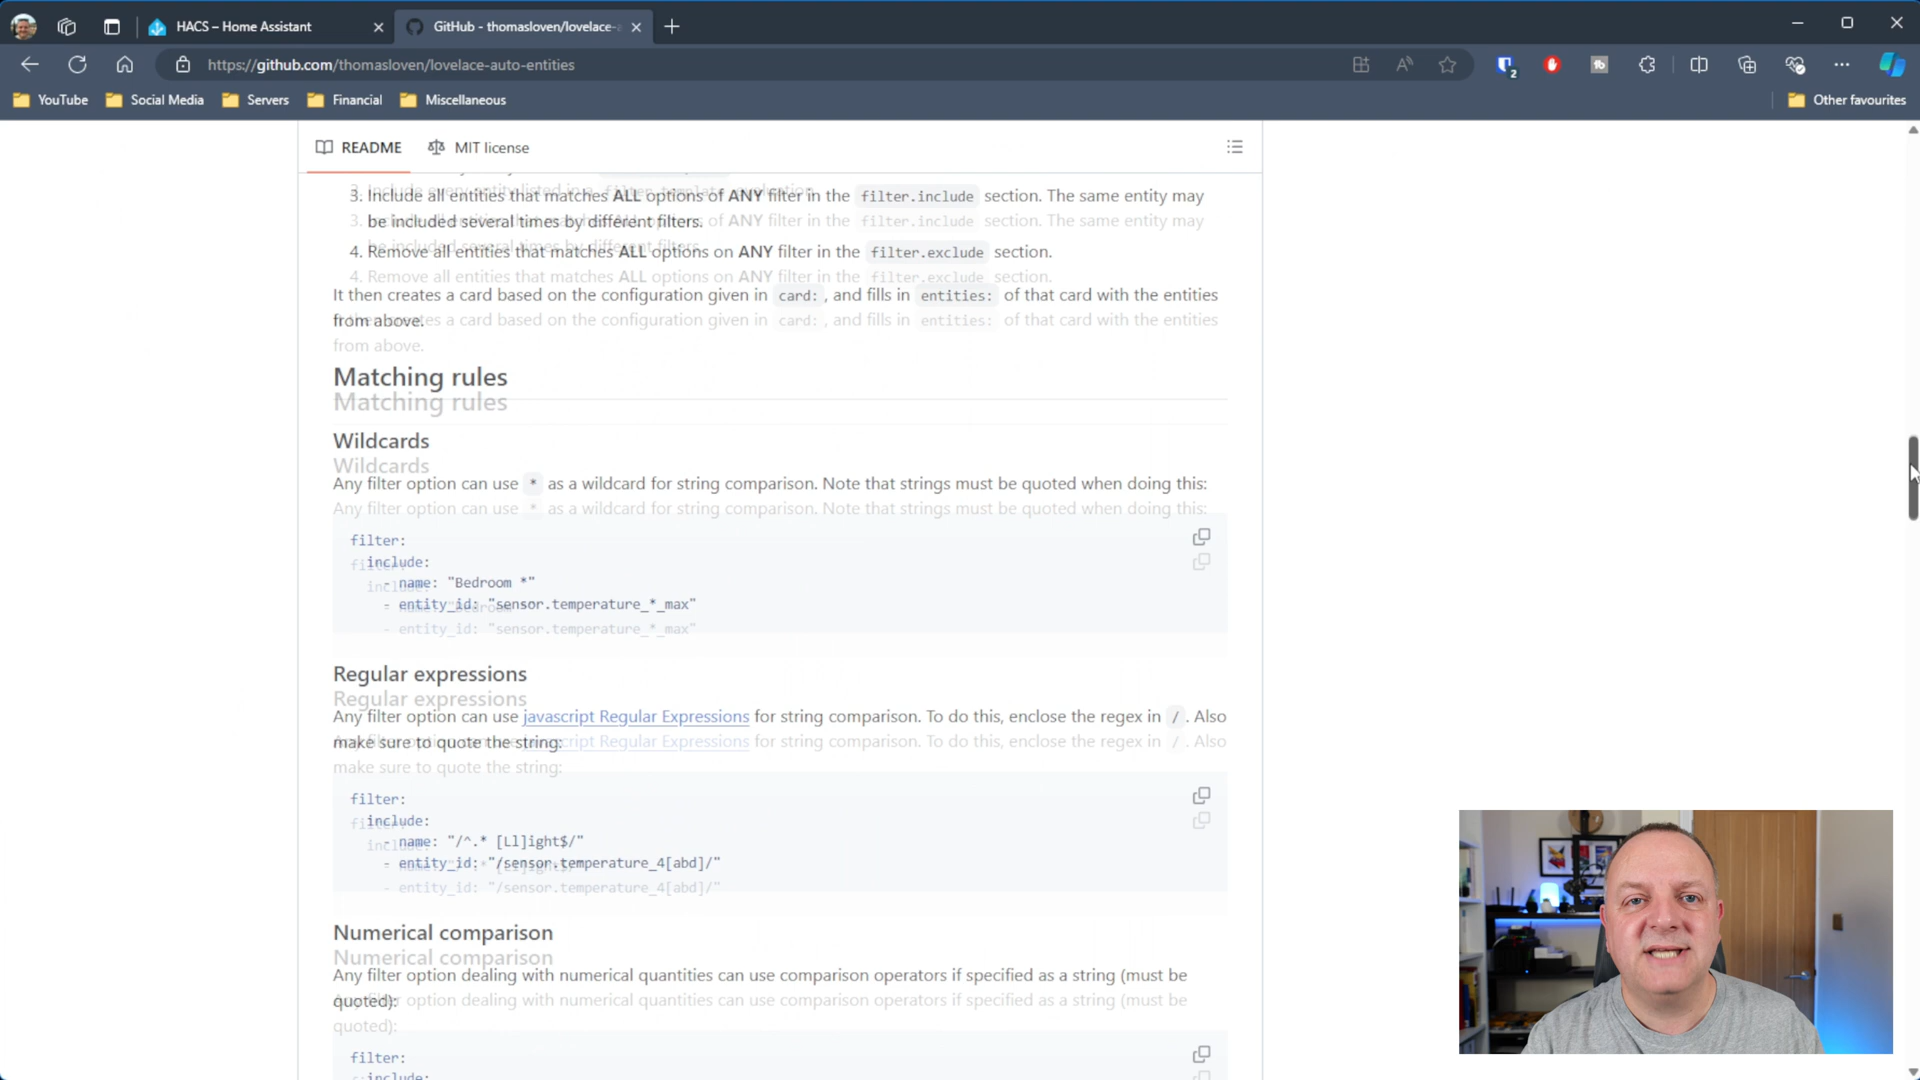 HACS – Home Assistant
GitHub - thomasloven/lovelace-a
https://github.com/thomasloven/lovelace-auto-entities
2
YouTube
Social Media
Servers
Financial
Miscellaneous
Other favourites
README
MIT license
3. Include all entities that matches ALL options of ANY filter in the filter.include section. The same entity may
be included several times by different filters.
4. Remove all entities that matches ALL options on ANY filter in the filter.exclude section.
It then creates a card based on the configuration given in card:, and fills in entities: of that card with the entities
from above.
Matching rules
Wildcards
Any filter option can use * as a wildcard for string comparison. Note that strings must be quoted when doing this:
filter:
include:
- name: "Bedroom *"
- entity_id: "sensor.temperature_*_max"
Regular expressions
Any filter option can use javascript Regular Expressions for string comparison. To do this, enclose the regex in /. Also
make sure to quote the string:
filter:
include:
- name: "/^.* [Ll]ight$/"
- entity_id: "/sensor.temperature_4[abd]/"
Numerical comparison
Any filter option dealing with numerical quantities can use comparison operators if specified as a string (must be
quoted):
filter:
include: